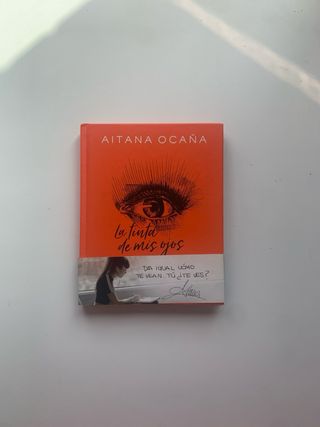 AITANA OCAÑA
La tinta
de mis ojos
DA IGUAL CÓMO
TE VEAN. TÚ ¿TE VES?